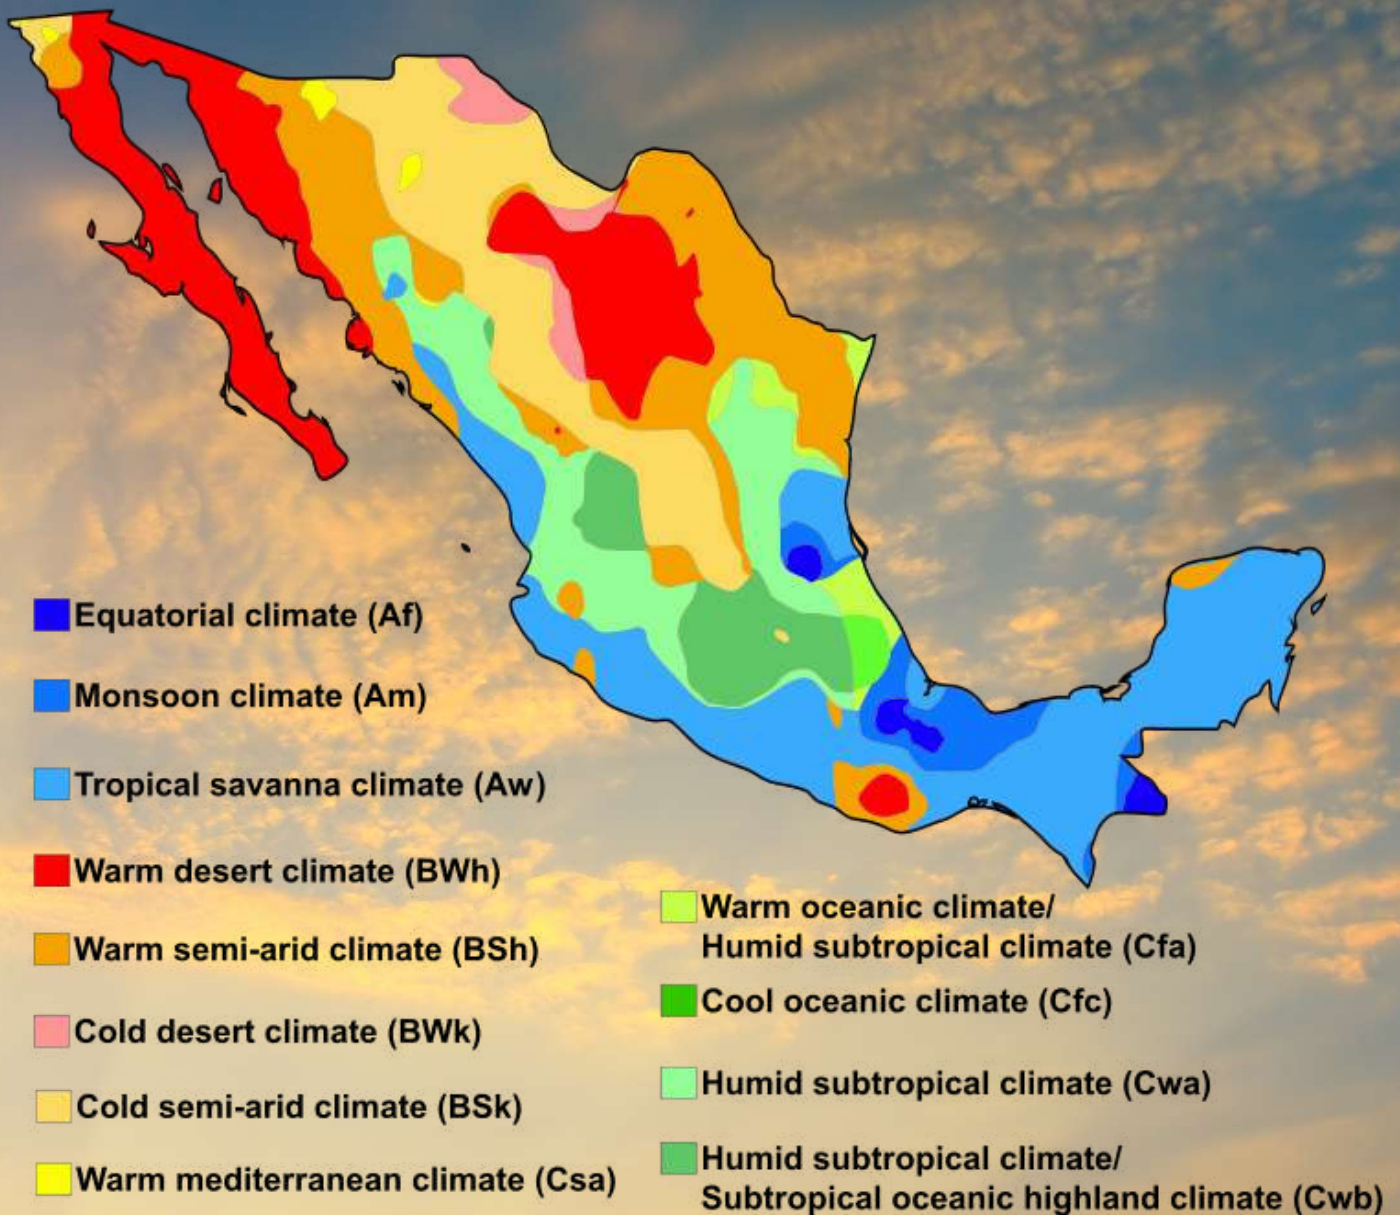 Equatorial climate (Af)
Monsoon climate (Am)
Tropical savanna climate (Aw)
Warm desert climate (BWh)
Warm semi-arid climate (BSh)
Cold desert climate (BWk)
Cold semi-arid climate (BSk)
Warm mediterranean climate (Csa)
Warm oceanic climate/
Humid subtropical climate (Cfa)
Cool oceanic climate (Cfc)
Humid subtropical climate (Cwa)
Humid subtropical climate/
Subtropical oceanic highland climate (Cwb)